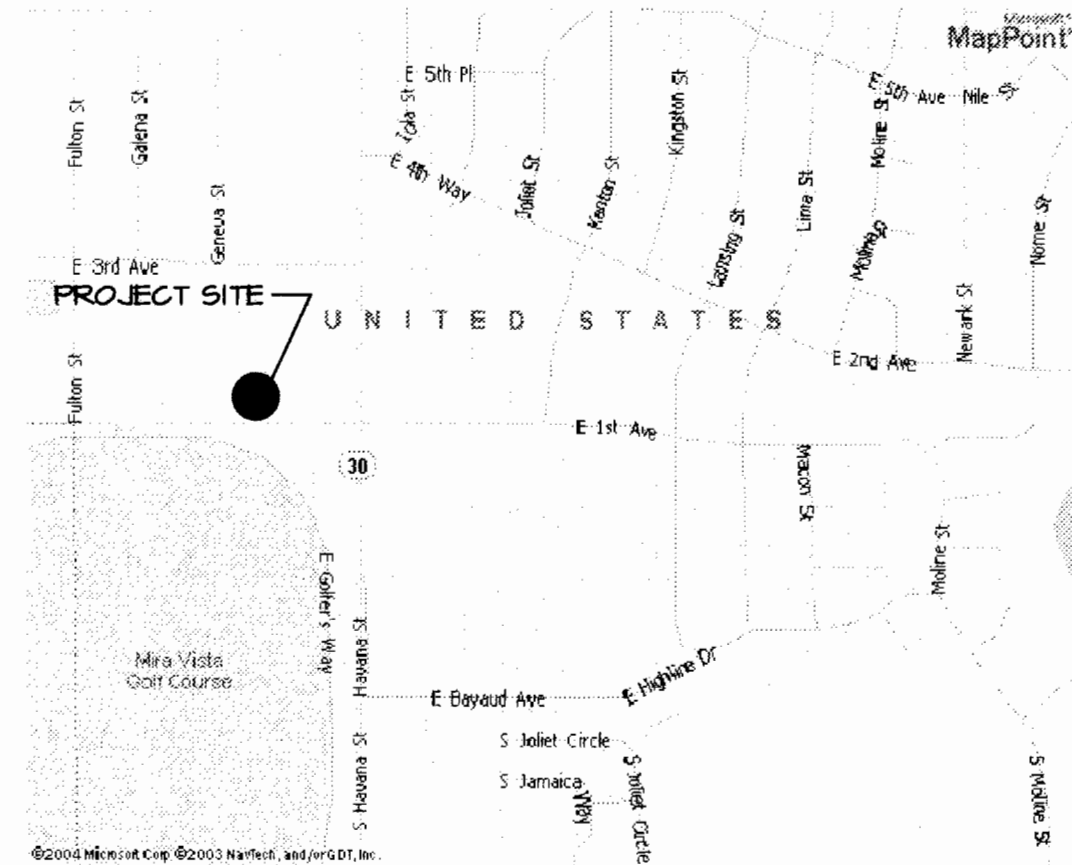 Microsoft®
MapPoint®
E 5th Pl
Fulton St
Galena St
Iola St
Kingston St
E 5th Ave
Nile St
Moline St
E 4th Way
Joliet St
Kenton St
Geneva St
Lansing St
Lima St
Moline Ct
Nome St
E 3rd Ave
PROJECT SITE
UNITED STATES
Newark St
Fulton St
E 2nd Ave
E 1st Ave
30
Macon St
Moline St
E Golfer's Way
Havana St
Mira Vista
Golf Course
E Bayaud Ave
E Highline Dr
S Havana St
S Joliet Circle
S Jamaica Way
S Joliet Circle
S Moline St
©2004 Microsoft Corp ©2003 NavTech, and/or GDT, Inc.